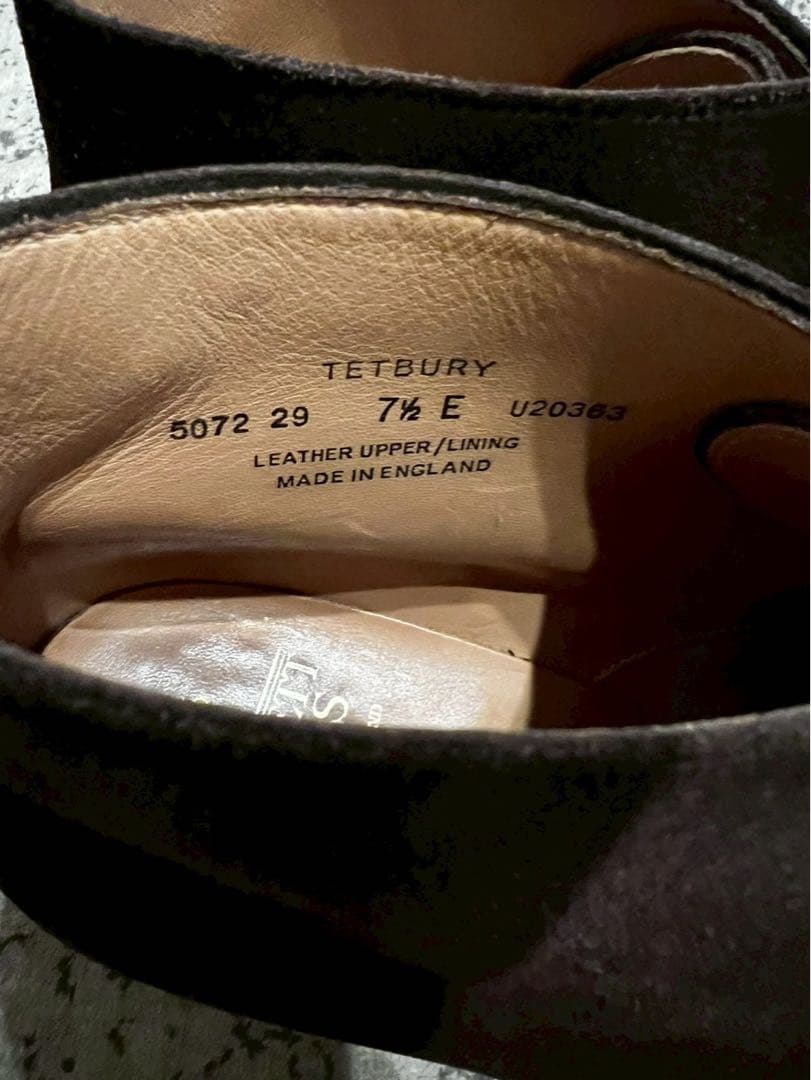 TETBURY
5072 29 7½ E U20363
LEATHER UPPER/LINING
MADE IN ENGLAND